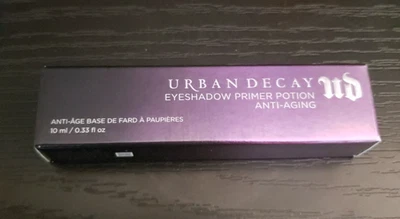 URBAN DECAY UD
EYESHADOW PRIMER POTION
ANTI-AGING
ANTI-ÂGE BASE DE FARD À PAUPIÈRES
10 ml / 0.33 fl oz